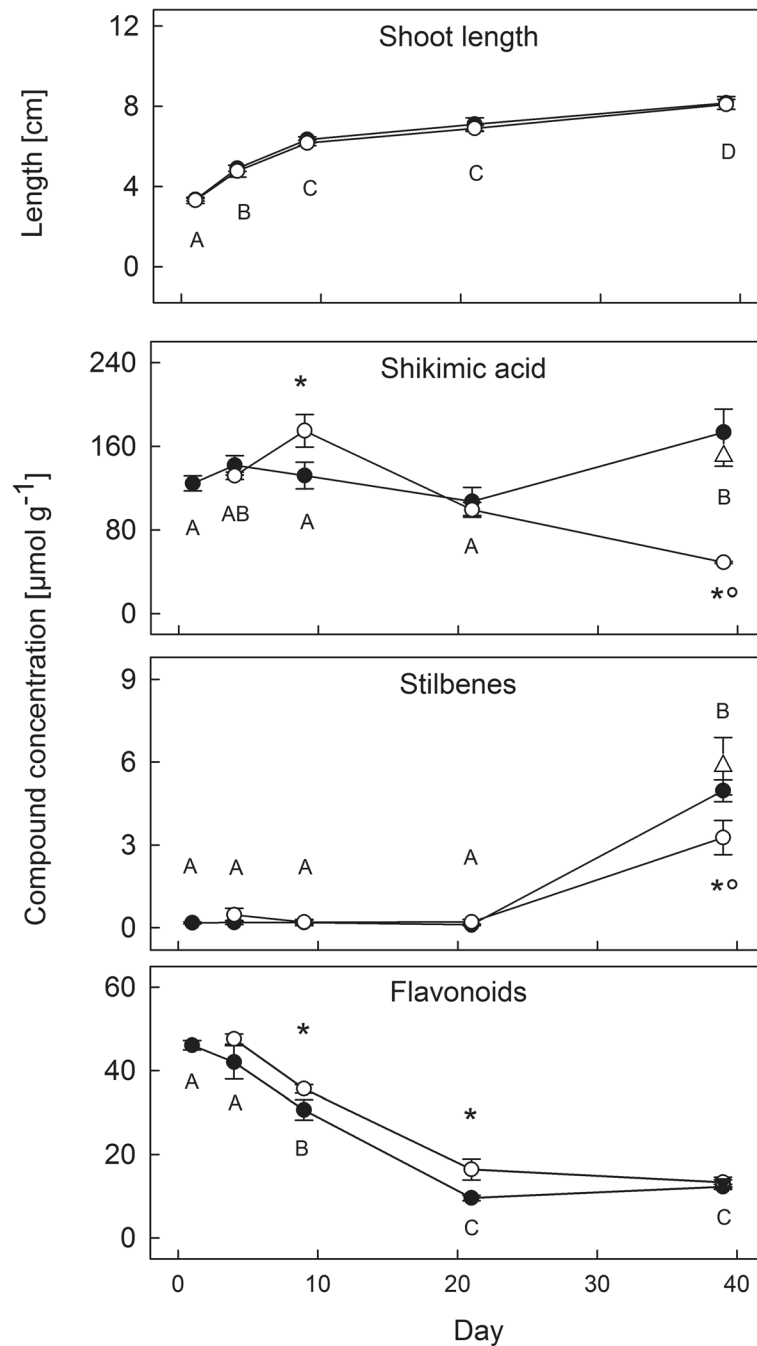 Shoot length
12
8
4
0
Length [cm]
A
B
C
C
D
Shikimic acid
240
160
80
0
*
A
AB
A
A
B
*°
Compound concentration [µmol g⁻¹]
Stilbenes
9
6
3
0
A
A
A
A
B
*°
Flavonoids
60
40
20
0
*
*
A
A
B
C
C
0
10
20
30
40
Day